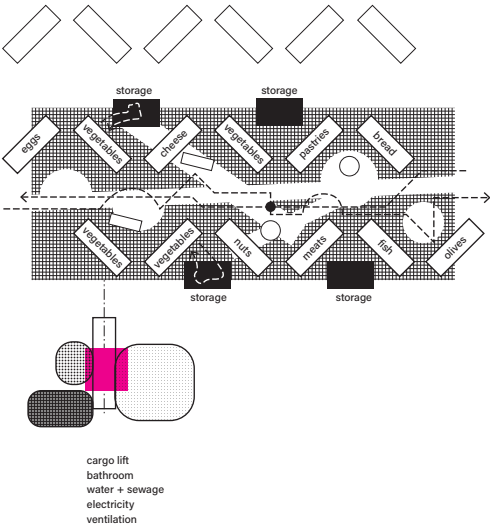 storage
storage
eggs
vegetables
cheese
vegetables
pastries
bread
vegetables
vegetables
nuts
meats
fish
olives
storage
storage
cargo lift
bathroom
water + sewage
electricity
ventilation